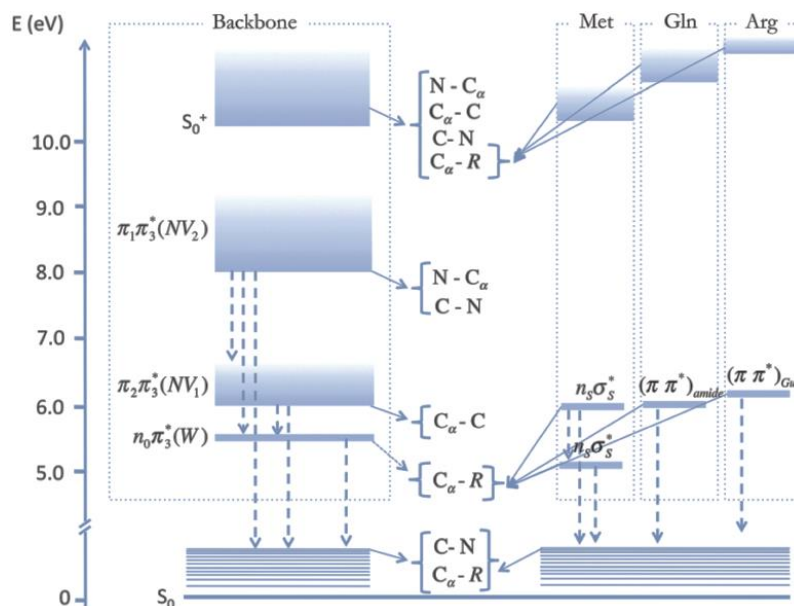 E (eV)
Backbone
Met
Gln
Arg
N - Cα
Cα - C
C - N
Cα - R
S₀⁺
10.0
9.0
π₁π₃*(NV₂)
8.0
N - Cα
C - N
7.0
π₂π₃*(NV₁)
nₛσₛ*
(π π*)amide
(π π*)Gu
6.0
Cα - C
n₀π₃*(W)
nₛσₛ*
5.0
Cα - R
C - N
Cα - R
0
S₀